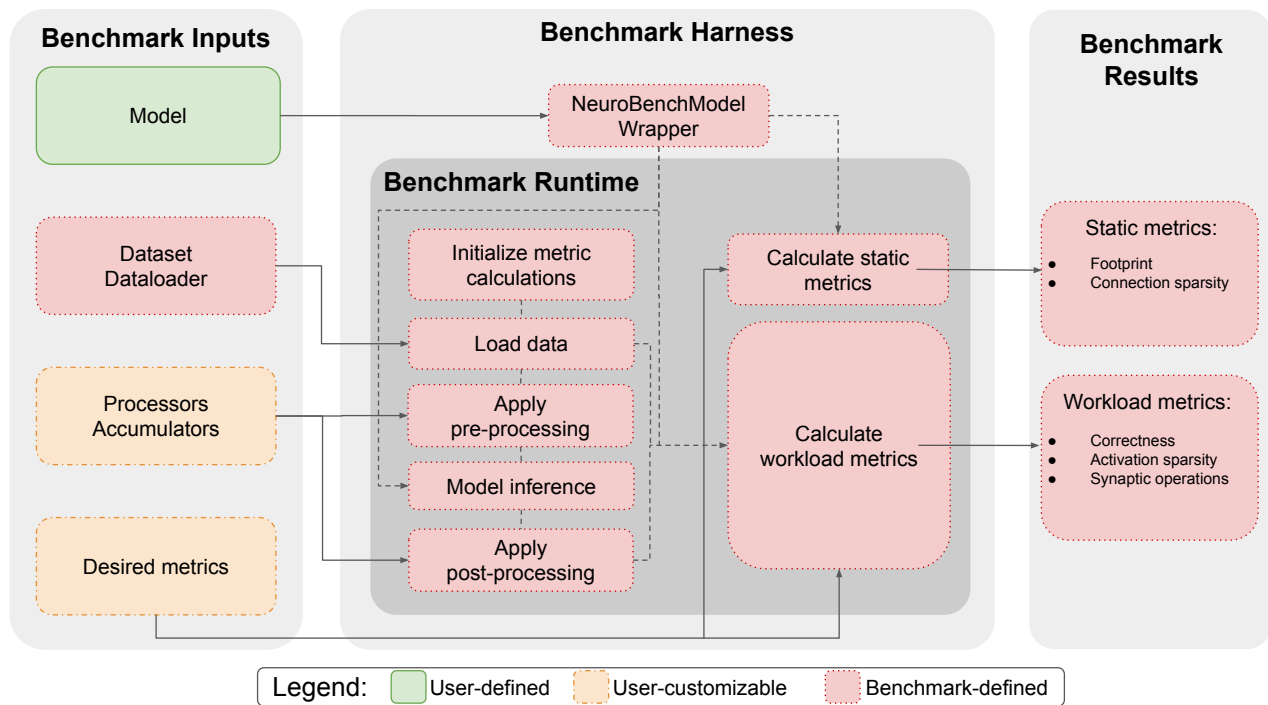 Benchmark Inputs
Model
Dataset
Dataloader
Processors
Accumulators
Desired metrics
Benchmark Harness
NeuroBenchModel
Wrapper
Benchmark Runtime
Initialize metric
calculations
Load data
Apply
pre-processing
Model inference
Apply
post-processing
Calculate static
metrics
Calculate
workload metrics
Benchmark
Results
Static metrics:
● Footprint
● Connection sparsity
Workload metrics:
● Correctness
● Activation sparsity
● Synaptic operations
Legend: User-defined User-customizable Benchmark-defined